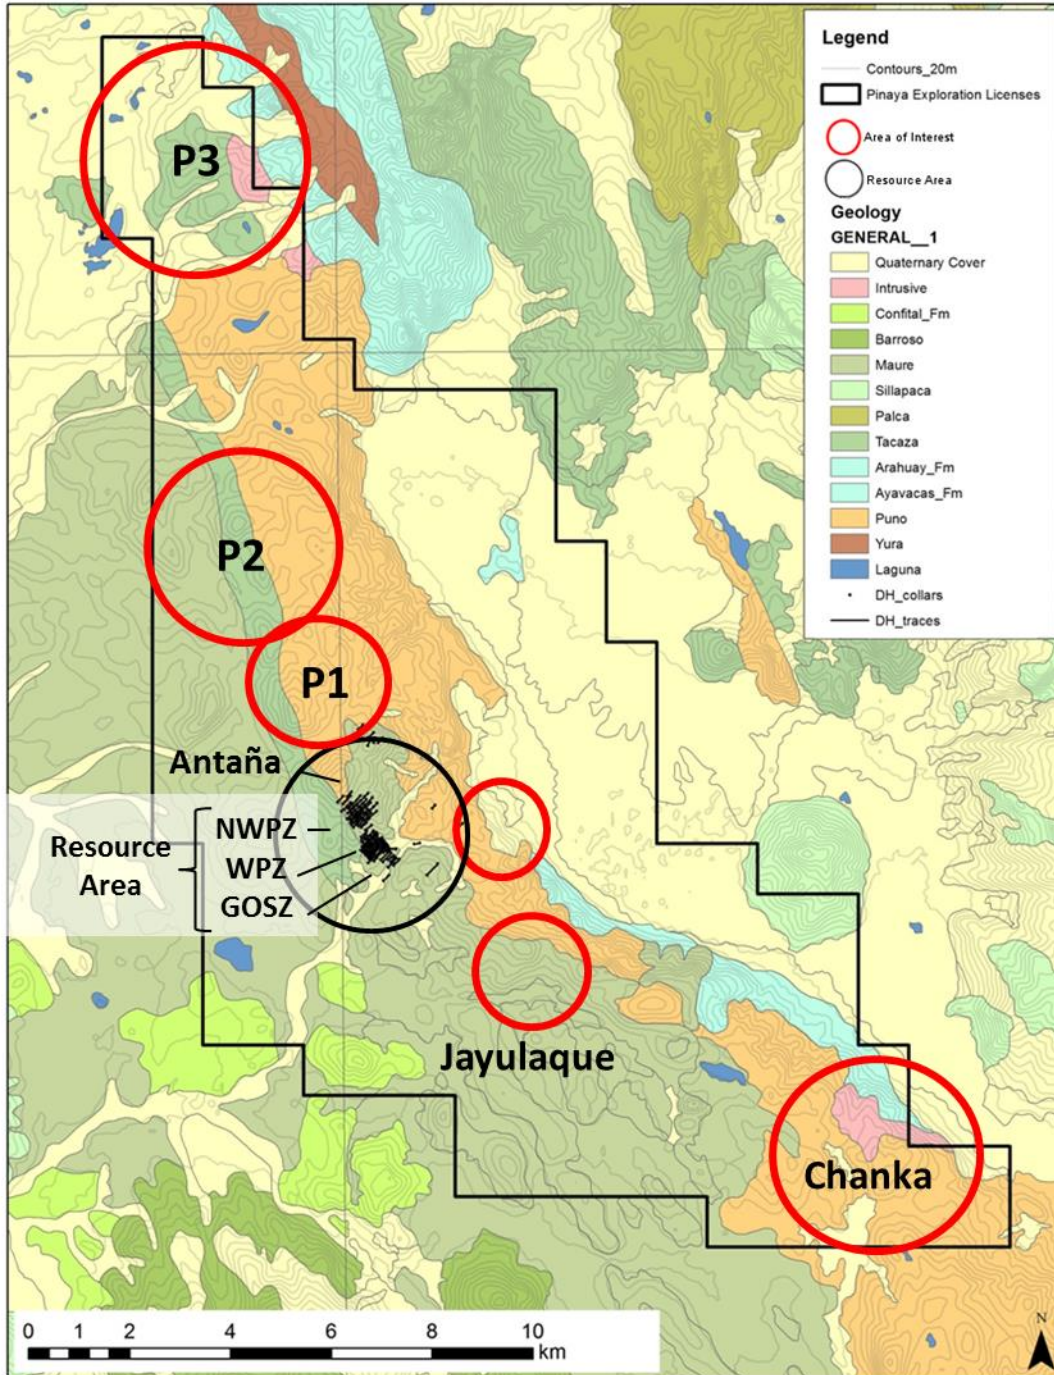 Legend
Contours_20m
Pinaya Exploration Licenses
Area of Interest
Resource Area
Geology
GENERAL__1
Quaternary Cover
Intrusive
Confital_Fm
Barroso
Maure
Sillapaca
Palca
Tacaza
Arahuay_Fm
Ayavacas_Fm
Puno
Yura
Laguna
DH_collars
DH_traces
P3
P2
P1
Antaña
Resource
Area
NWPZ
WPZ
GOSZ
Jayulaque
Chanka
0 1 2 4 6 8 10
km
N